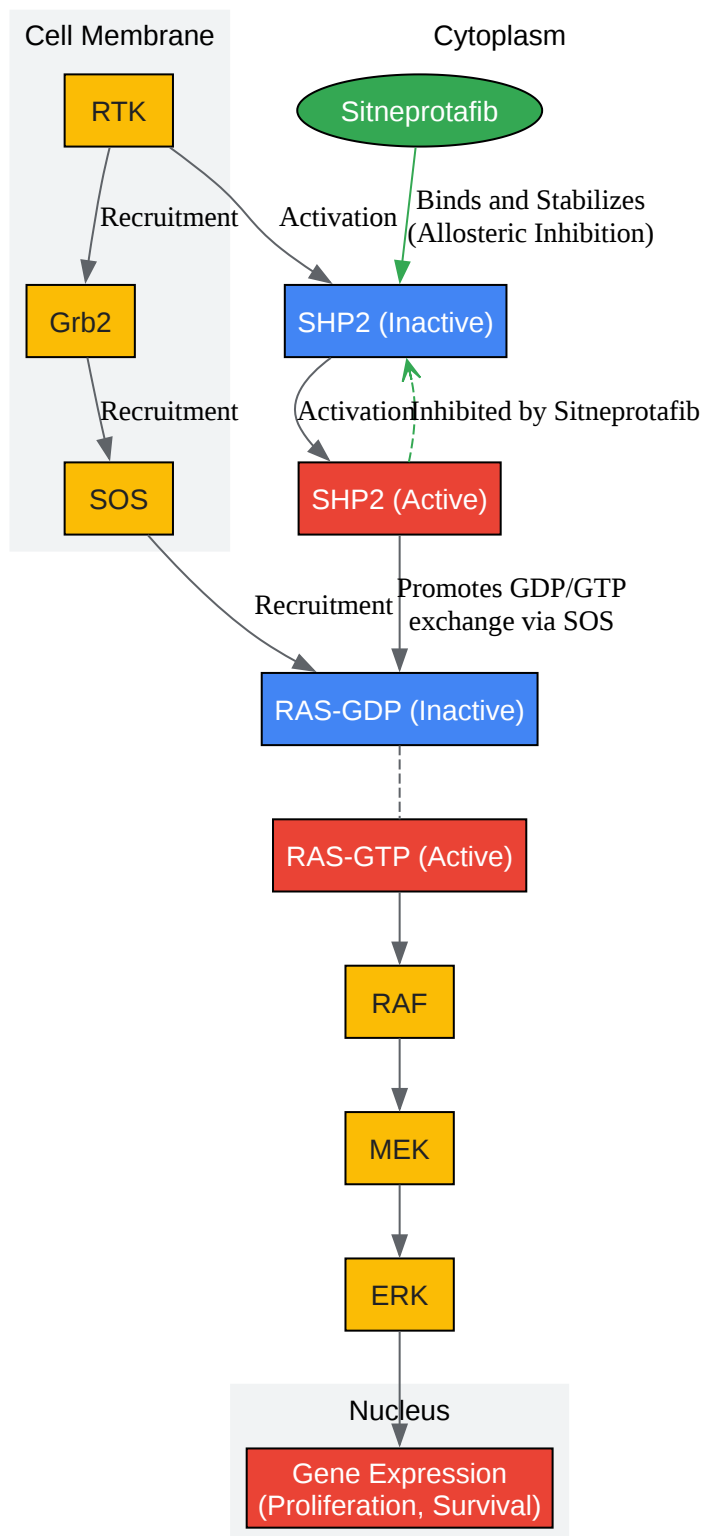 Cell Membrane
Cytoplasm
RTK
Sitneprotafib
Recruitment
Activation
Binds and Stabilizes
(Allosteric Inhibition)
Grb2
SHP2 (Inactive)
Recruitment
Activation
Inhibited by Sitneprotafib
SOS
SHP2 (Active)
Recruitment
Promotes GDP/GTP
exchange via SOS
RAS-GDP (Inactive)
RAS-GTP (Active)
RAF
MEK
ERK
Nucleus
Gene Expression
(Proliferation, Survival)